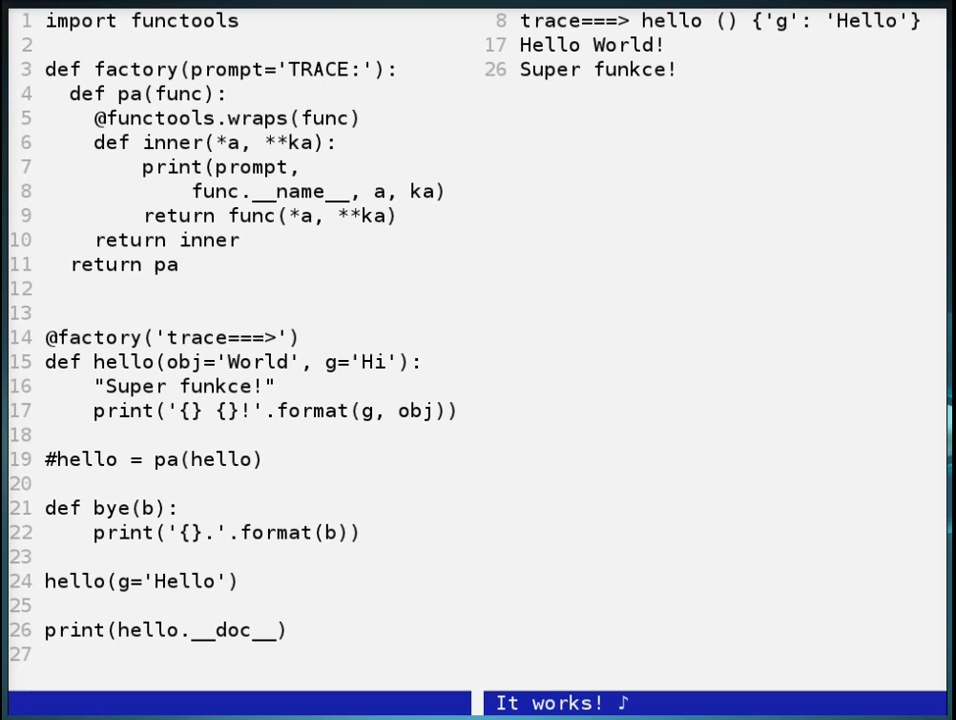 1 import functools
2
3 def factory(prompt='TRACE:'):
4   def pa(func):
5     @functools.wraps(func)
6     def inner(*a, **ka):
7         print(prompt,
8             func.__name__, a, ka)
9         return func(*a, **ka)
10     return inner
11   return pa
12
13
14 @factory('trace===>')
15 def hello(obj='World', g='Hi'):
16     "Super funkce!"
17     print('{} {}!'.format(g, obj))
18
19 #hello = pa(hello)
20
21 def bye(b):
22     print('{}.'.format(b))
23
24 hello(g='Hello')
25
26 print(hello.__doc__)
27
8 trace===> hello () {'g': 'Hello'}
17 Hello World!
26 Super funkce!
It works! ♪